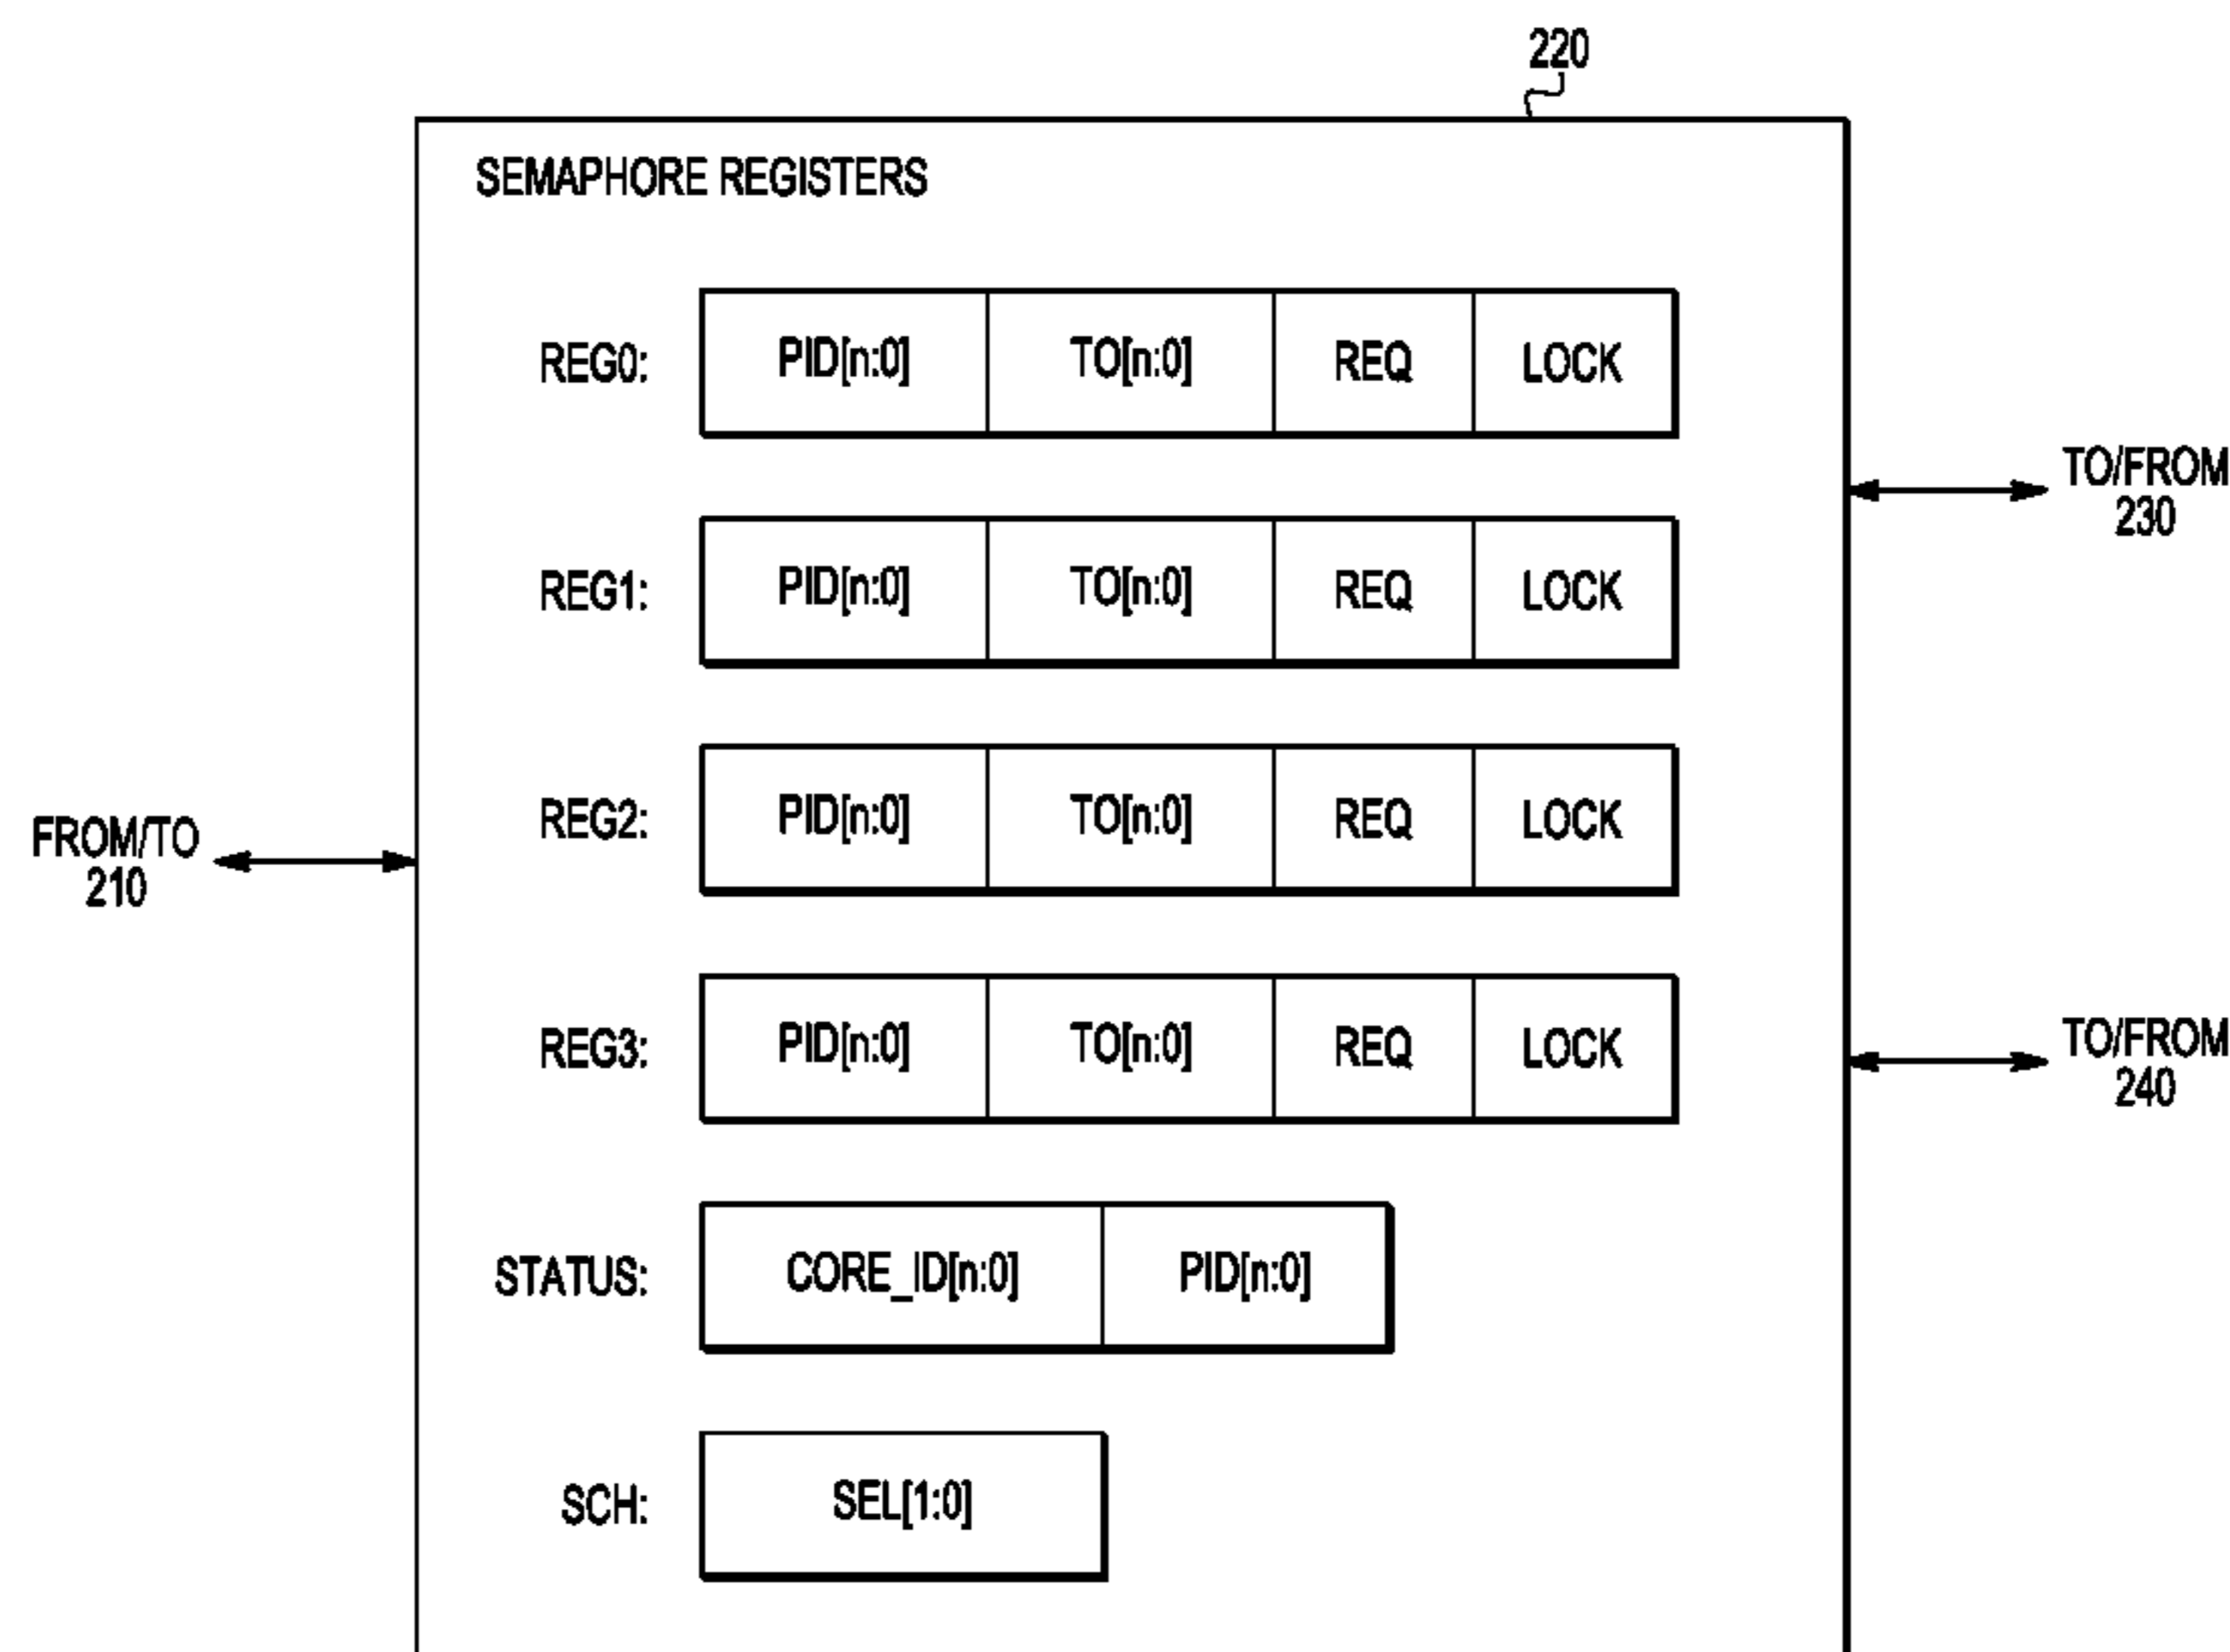 220
SEMAPHORE REGISTERS
REG0: PID[n:0] TO[n:0] REQ LOCK
TO/FROM
230
REG1: PID[n:0] TO[n:0] REQ LOCK
REG2: PID[n:0] TO[n:0] REQ LOCK
FROM/TO
210
REG3: PID[n:0] TO[n:0] REQ LOCK
TO/FROM
240
STATUS: CORE_ID[n:0] PID[n:0]
SCH: SEL[1:0]